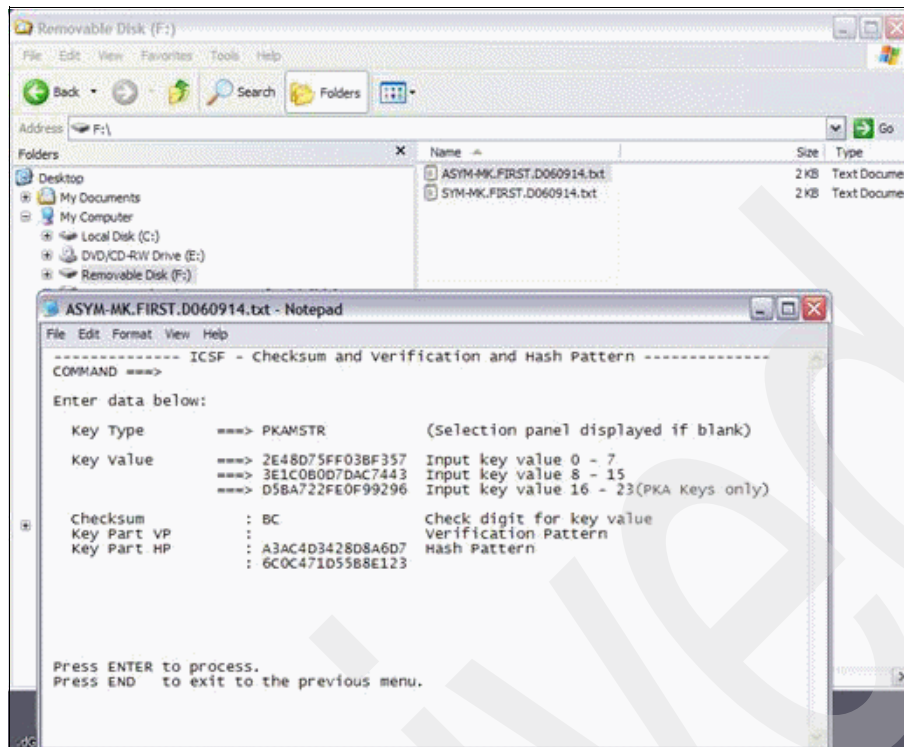 Removable Disk (F:)
File Edit View Favorites Tools Help
Back Search Folders
Address F:\ Go
Folders X Name Size Type
Desktop ASYM-MK.FIRST.D060914.txt 2 KB Text Docume
My Documents SYM-MK.FIRST.D060914.txt 2 KB Text Docume
My Computer
Local Disk (C:)
DVD/CD-RW Drive (E:)
Removable Disk (F:)
ASYM-MK.FIRST.D060914.txt - Notepad
File Edit Format View Help
-------------- ICSF - Checksum and Verification and Hash Pattern --------------
COMMAND ===>
Enter data below:
Key Type ===> PKAMSTR (Selection panel displayed if blank)
Key Value ===> 2E48D75FF03BF357 Input key value 0 - 7
===> 3E1C0B0D7DAC7443 Input key value 8 - 15
===> D5BA722FE0F99296 Input key value 16 - 23(PKA Keys only)
Checksum : BC Check digit for key value
Key Part VP : Verification Pattern
Key Part HP : A3AC4D3428D8A6D7 Hash Pattern
: 6C0C471D55B8E123
Press ENTER to process.
Press END to exit to the previous menu.